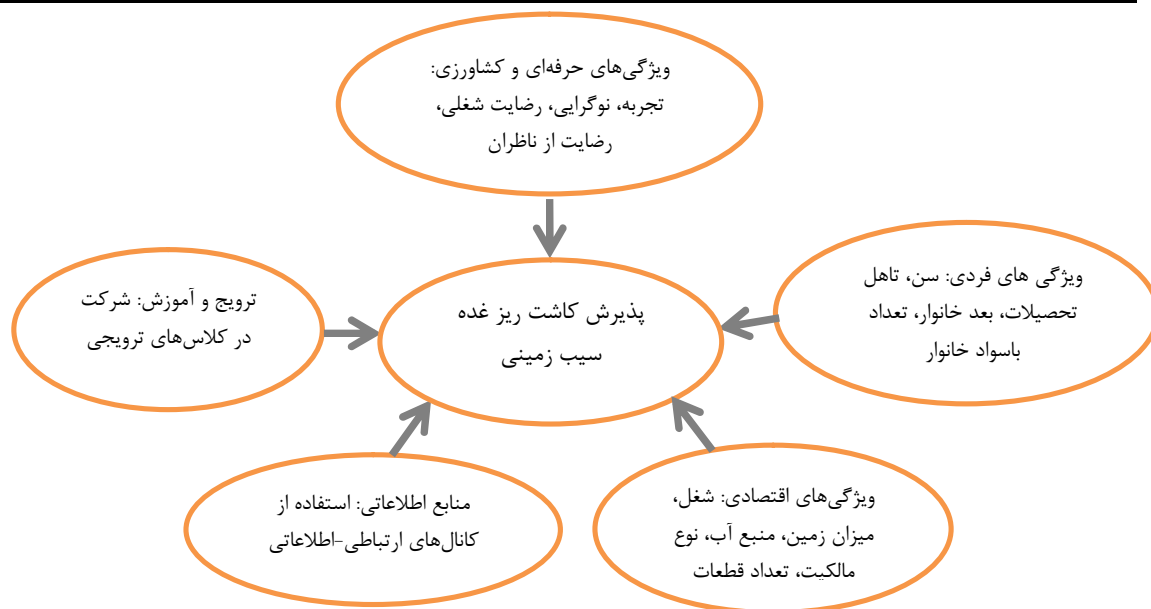 ویژگی‌های حرفه‌ای و کشاورزی:
تجربه، نوگرایی، رضایت شغلی،
رضایت از ناظران
ویژگی های فردی: سن، تاهل
تحصیلات، بعد خانوار، تعداد
باسواد خانوار
ترویج و آموزش: شرکت
در کلاس‌های ترویجی
پذیرش کاشت ریز غده
سیب زمینی
ویژگی‌های اقتصادی: شغل،
میزان زمین، منبع آب، نوع
مالکیت، تعداد قطعات
منابع اطلاعاتی: استفاده از
کانال‌های ارتباطی-اطلاعاتی